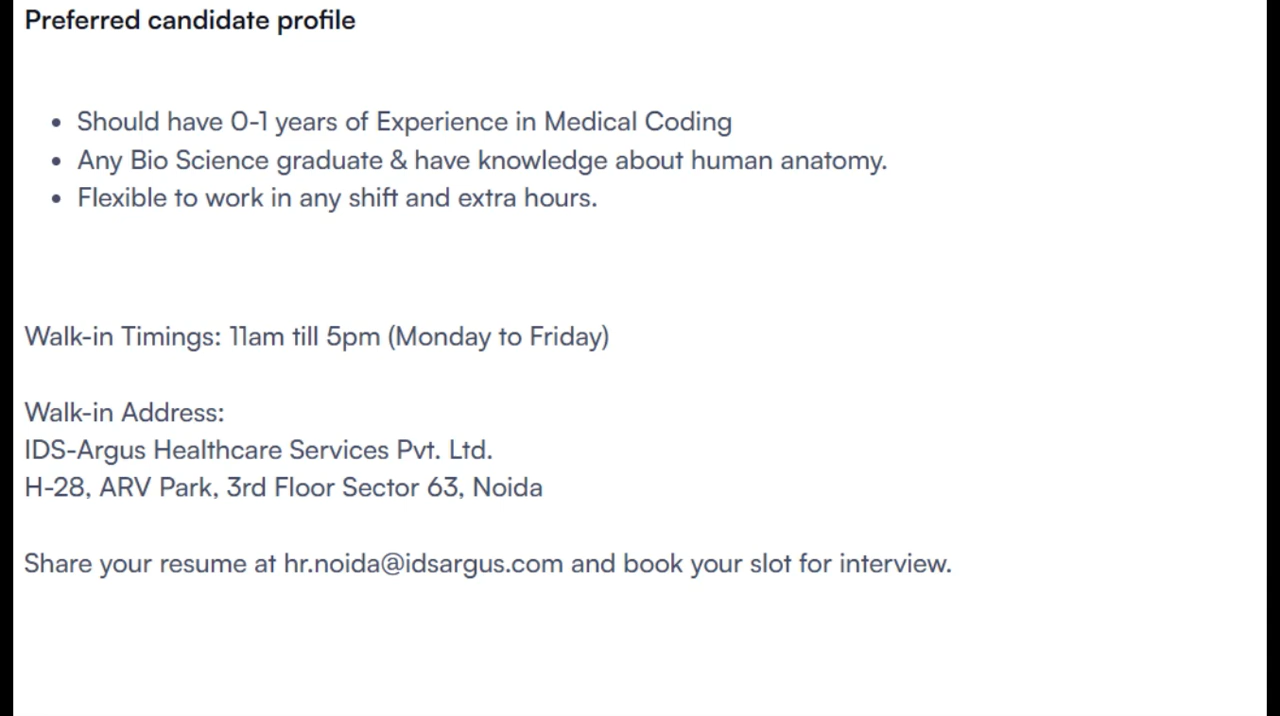 Preferred candidate profile
• Should have 0-1 years of Experience in Medical Coding
• Any Bio Science graduate & have knowledge about human anatomy.
• Flexible to work in any shift and extra hours.
Walk-in Timings: 11am till 5pm (Monday to Friday)
Walk-in Address:
IDS-Argus Healthcare Services Pvt. Ltd.
H-28, ARV Park, 3rd Floor Sector 63, Noida
Share your resume at hr.noida@idsargus.com and book your slot for interview.